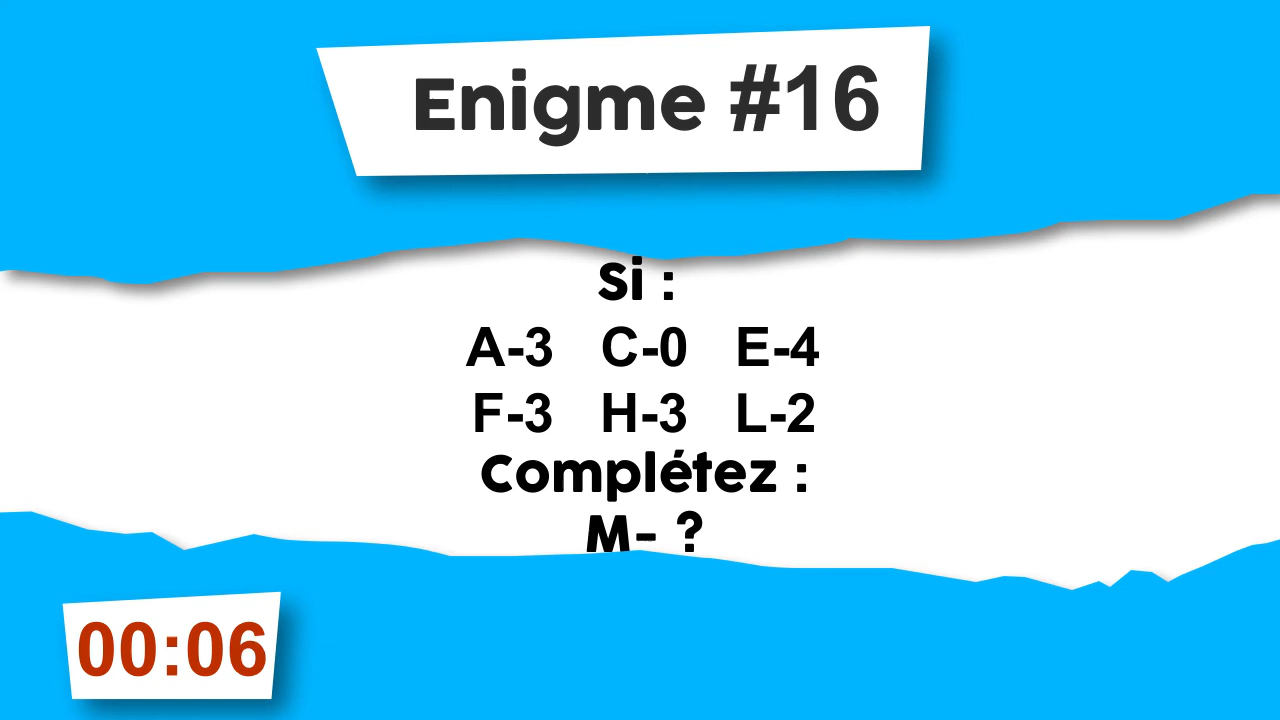 Enigme #16
Si :
A-3 C-0 E-4
F-3 H-3 L-2
Complétez :
M- ?
00:06